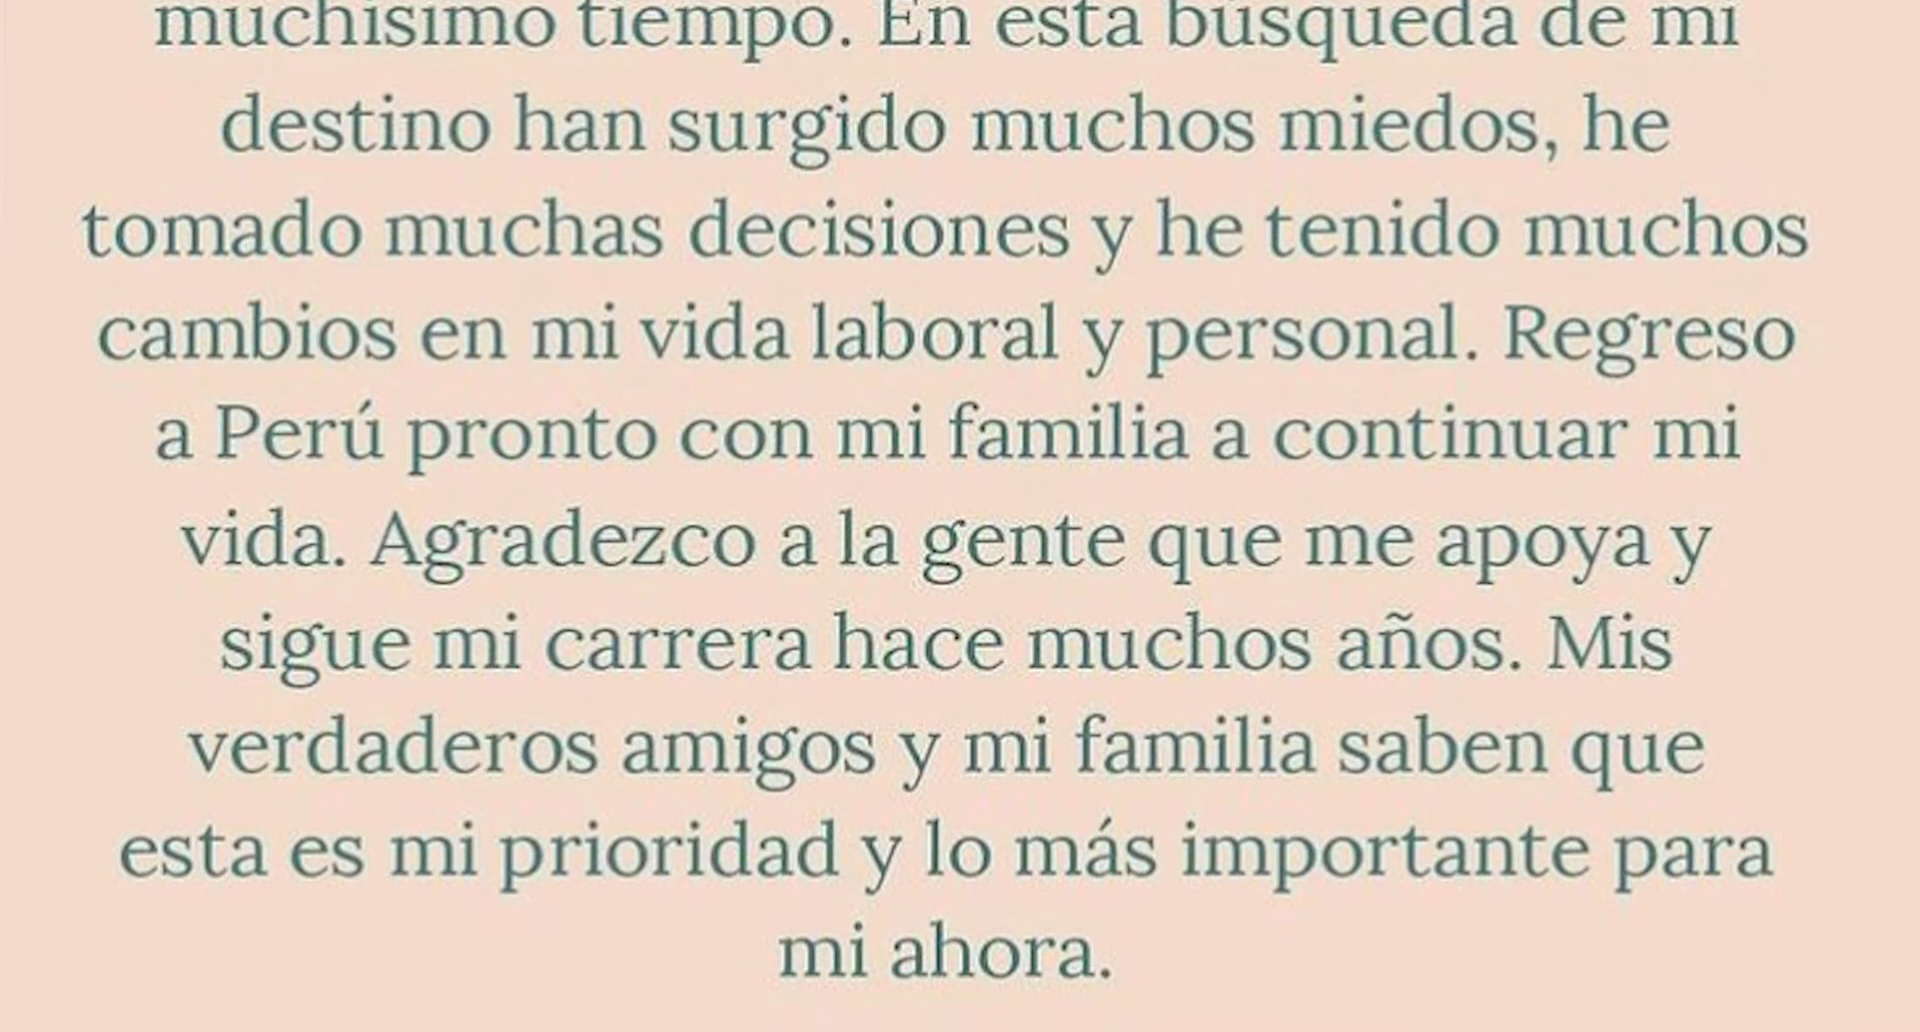 muchísimo tiempo. En esta búsqueda de mi
destino han surgido muchos miedos, he
tomado muchas decisiones y he tenido muchos
cambios en mi vida laboral y personal. Regreso
a Perú pronto con mi familia a continuar mi
vida. Agradezco a la gente que me apoya y
sigue mi carrera hace muchos años. Mis
verdaderos amigos y mi familia saben que
esta es mi prioridad y lo más importante para
mi ahora.